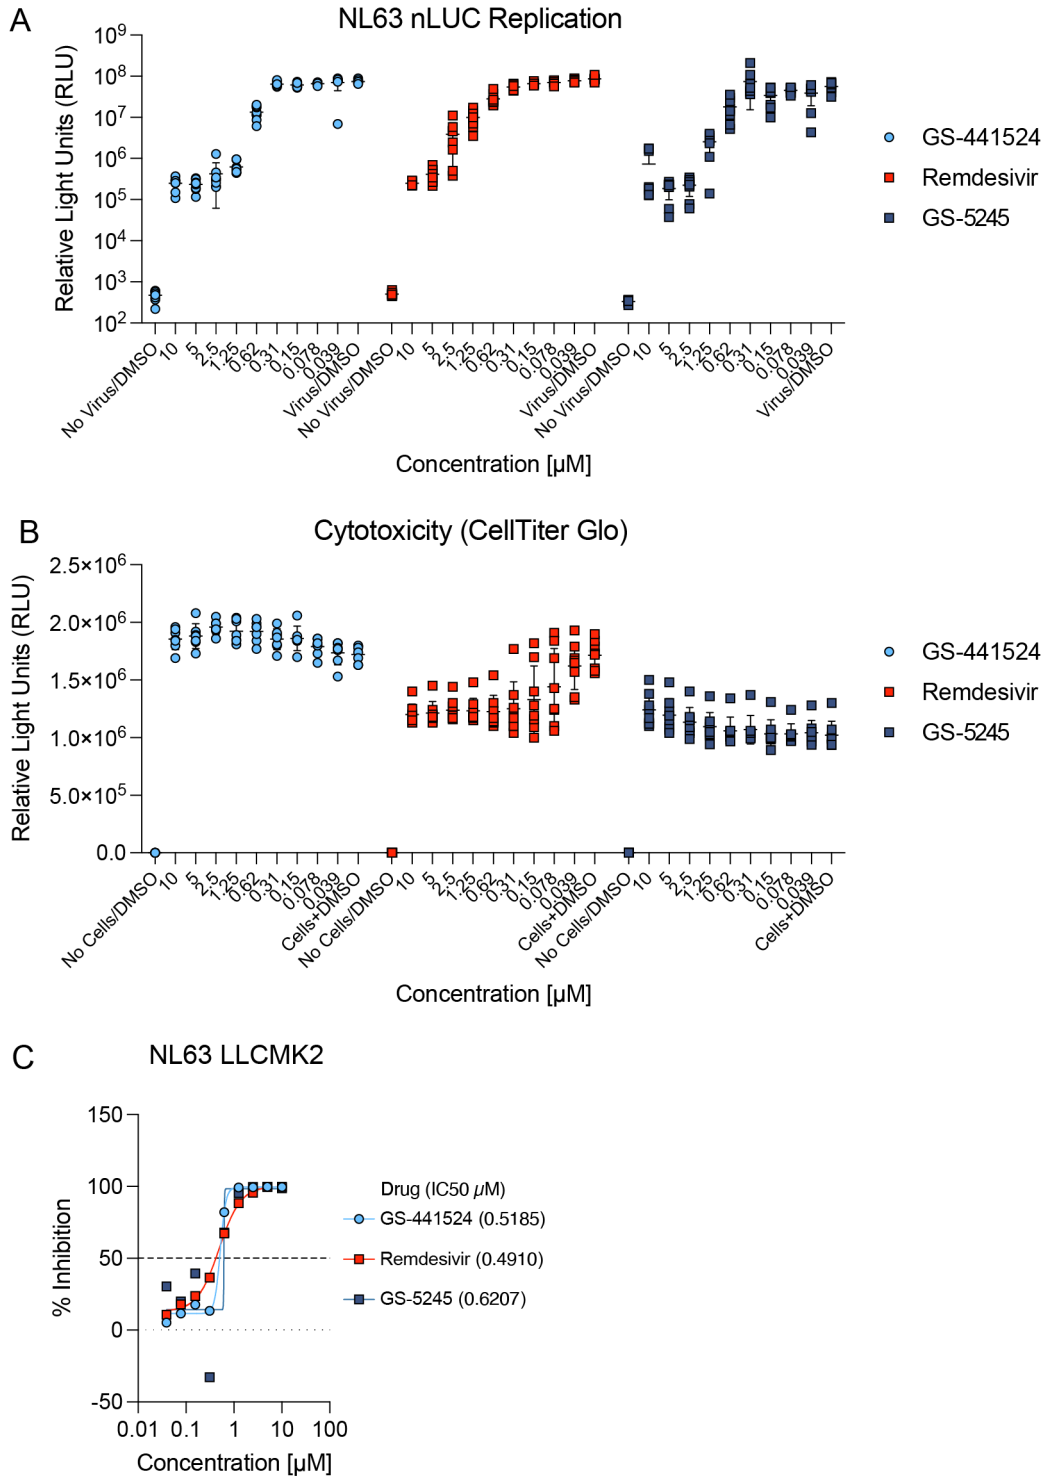 A
NL63 nLUC Replication
Relative Light Units (RLU)
10⁹
10⁸
10⁷
10⁶
10⁵
10⁴
10³
10²
No Virus/DMSO
10
5
2.5
1.25
0.62
0.31
0.15
0.078
0.039
Virus/DMSO
No Virus/DMSO
10
5
2.5
1.25
0.62
0.31
0.15
0.078
0.039
Virus/DMSO
No Virus/DMSO
10
5
2.5
1.25
0.62
0.31
0.15
0.078
0.039
Virus/DMSO
Concentration [µM]
GS-441524
Remdesivir
GS-5245
B
Cytotoxicity (CellTiter Glo)
Relative Light Units (RLU)
2.5×10⁶
2.0×10⁶
1.5×10⁶
1.0×10⁶
5.0×10⁵
0.0
No Cells/DMSO
10
5
2.5
1.25
0.62
0.31
0.15
0.078
0.039
Cells+DMSO
No Cells/DMSO
10
5
2.5
1.25
0.62
0.31
0.15
0.078
0.039
Cells+DMSO
No Cells/DMSO
10
5
2.5
1.25
0.62
0.31
0.15
0.078
0.039
Cells+DMSO
Concentration [µM]
GS-441524
Remdesivir
GS-5245
C
NL63 LLCMK2
% Inhibition
150
100
50
0
-50
0.01
0.1
1
10
100
Concentration [µM]
Drug (IC50 µM)
GS-441524 (0.5185)
Remdesivir (0.4910)
GS-5245 (0.6207)